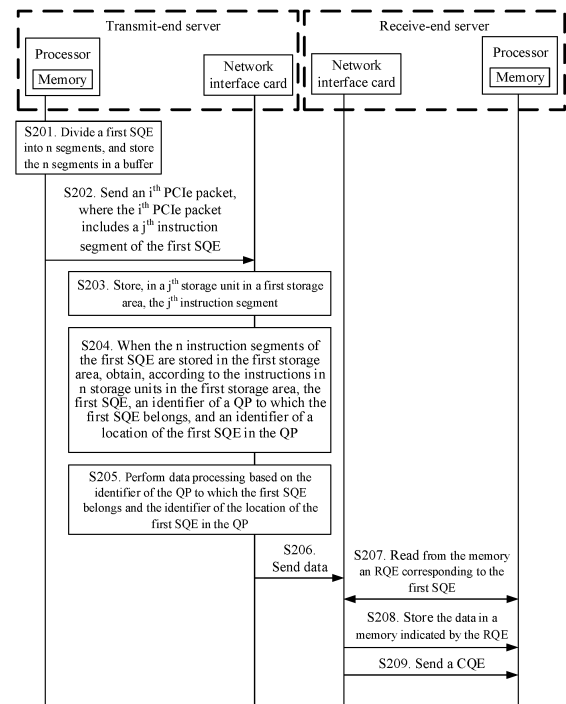 Transmit-end server
Receive-end server
Processor
Memory
Network
interface card
Network
interface card
Processor
Memory
S201. Divide a first SQE
into n segments, and store
the n segments in a buffer
S202. Send an i^th PCIe packet,
where the i^th PCIe packet
includes a j^th instruction
segment of the first SQE
S203. Store, in a j^th storage unit in a first storage
area, the j^th instruction segment
S204. When the n instruction segments of
the first SQE are stored in the first storage
area, obtain, according to the instructions in
n storage units in the first storage area, the
first SQE, an identifier of a QP to which the
first SQE belongs, and an identifier of a
location of the first SQE in the QP
S205. Perform data processing based on the
identifier of the QP to which the first SQE
belongs and the identifier of the location of the
first SQE in the QP
S206.
Send data
S207. Read from the memory
an RQE corresponding to the
first SQE
S208. Store the data in a
memory indicated by the RQE
S209. Send a CQE